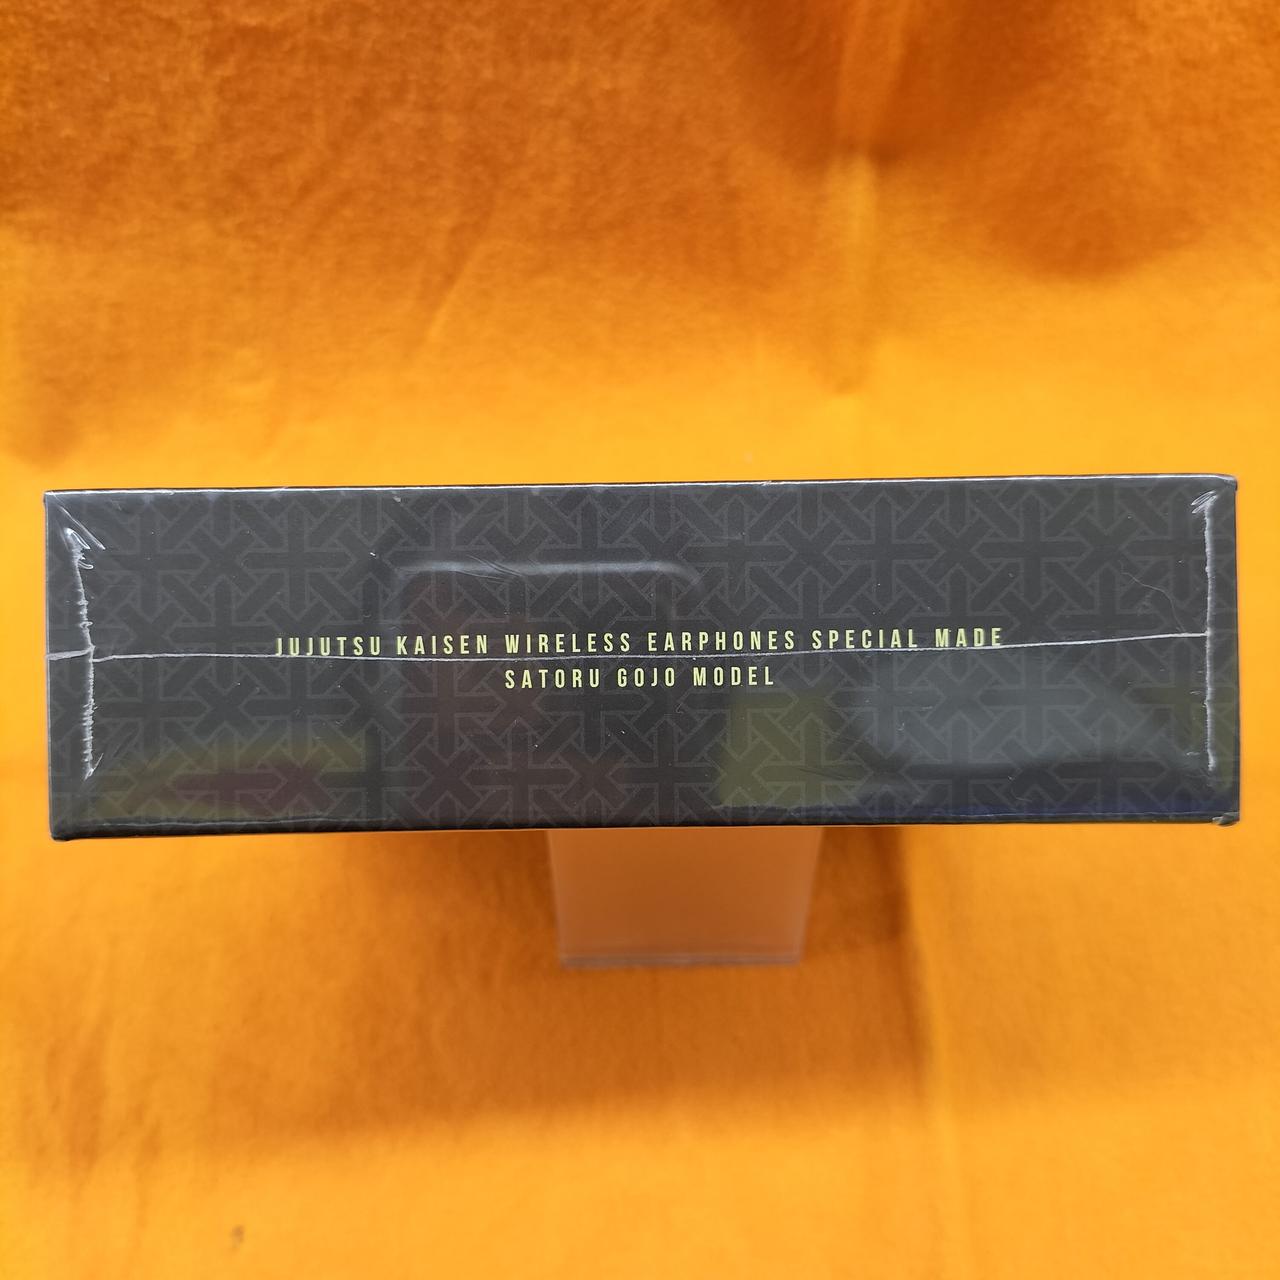 JUJUTSU KAISEN WIRELESS EARPHONES SPECIAL MADE
SATORU GOJO MODEL